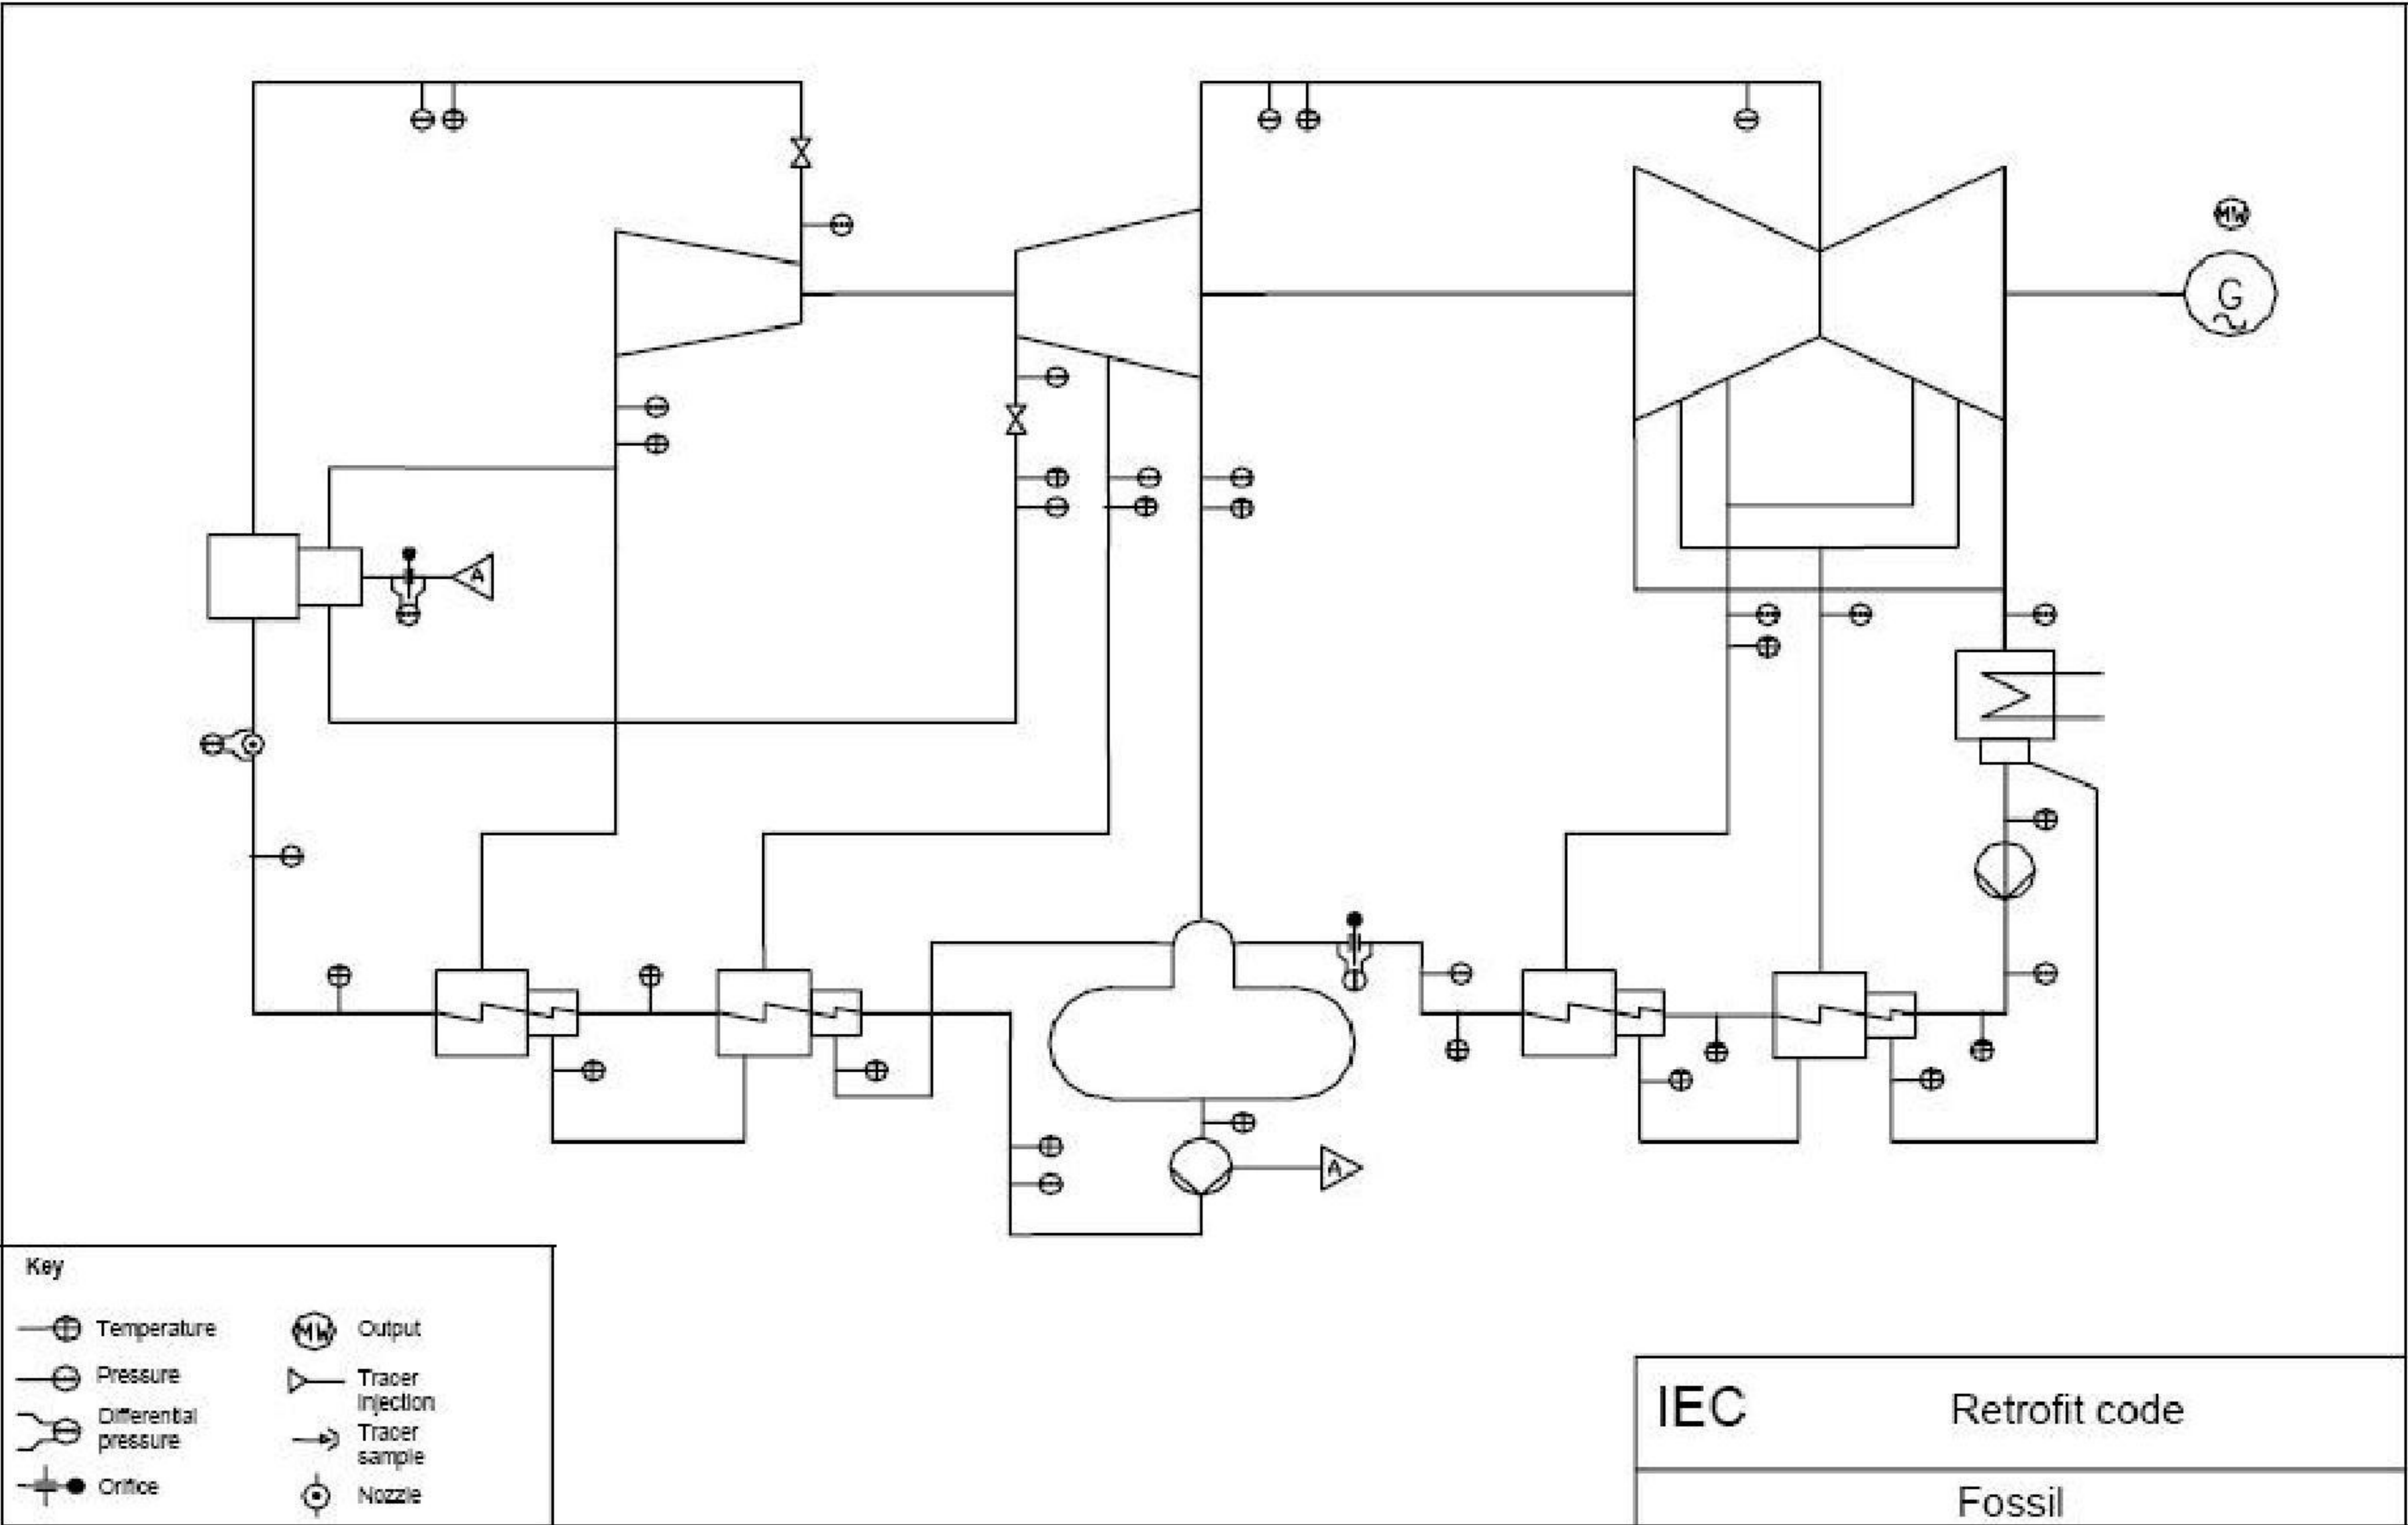 MW
G
A
A
Key
Temperature
Pressure
Differential
pressure
Orifice
MW
Output
Tracer
Injection
Tracer
sample
Nozzle
IEC
Retrofit code
Fossil